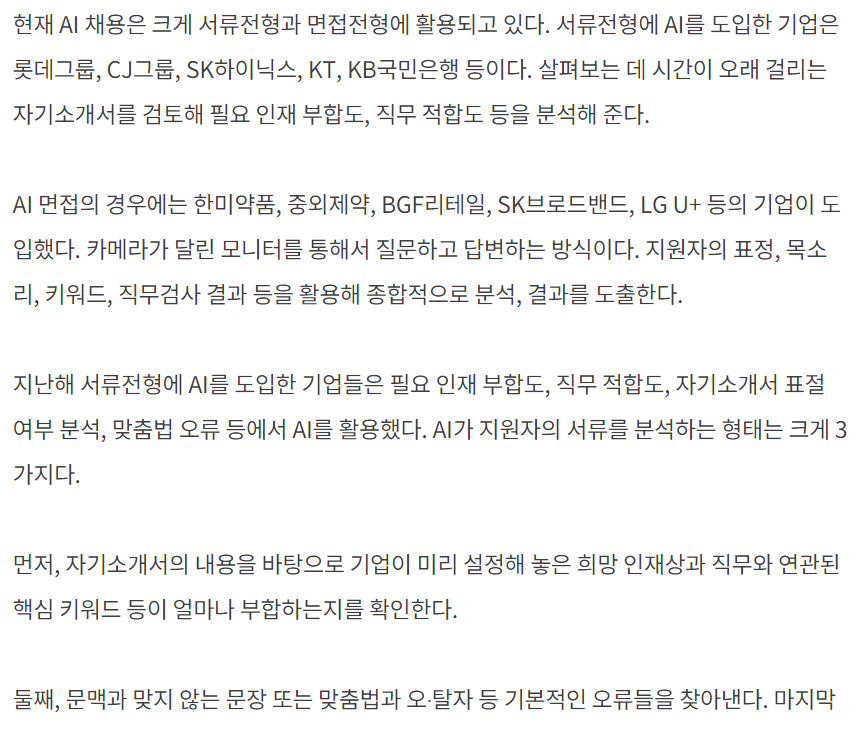 현재 AI 채용은 크게 서류전형과 면접전형에 활용되고 있다. 서류전형에 AI를 도입한 기업은
롯데그룹, CJ그룹, SK하이닉스, KT, KB국민은행 등이다. 살펴보는 데 시간이 오래 걸리는
자기소개서를 검토해 필요 인재 부합도, 직무 적합도 등을 분석해 준다.
AI 면접의 경우에는 한미약품, 중외제약, BGF리테일, SK브로드밴드, LG U+ 등의 기업이 도
입했다. 카메라가 달린 모니터를 통해서 질문하고 답변하는 방식이다. 지원자의 표정, 목소
리, 키워드, 직무검사 결과 등을 활용해 종합적으로 분석, 결과를 도출한다.
지난해 서류전형에 AI를 도입한 기업들은 필요 인재 부합도, 직무 적합도, 자기소개서 표절
여부 분석, 맞춤법 오류 등에서 AI를 활용했다. AI가 지원자의 서류를 분석하는 형태는 크게 3
가지다.
먼저, 자기소개서의 내용을 바탕으로 기업이 미리 설정해 놓은 희망 인재상과 직무와 연관된
핵심 키워드 등이 얼마나 부합하는지를 확인한다.
둘째, 문맥과 맞지 않는 문장 또는 맞춤법과 오·탈자 등 기본적인 오류들을 찾아낸다. 마지막